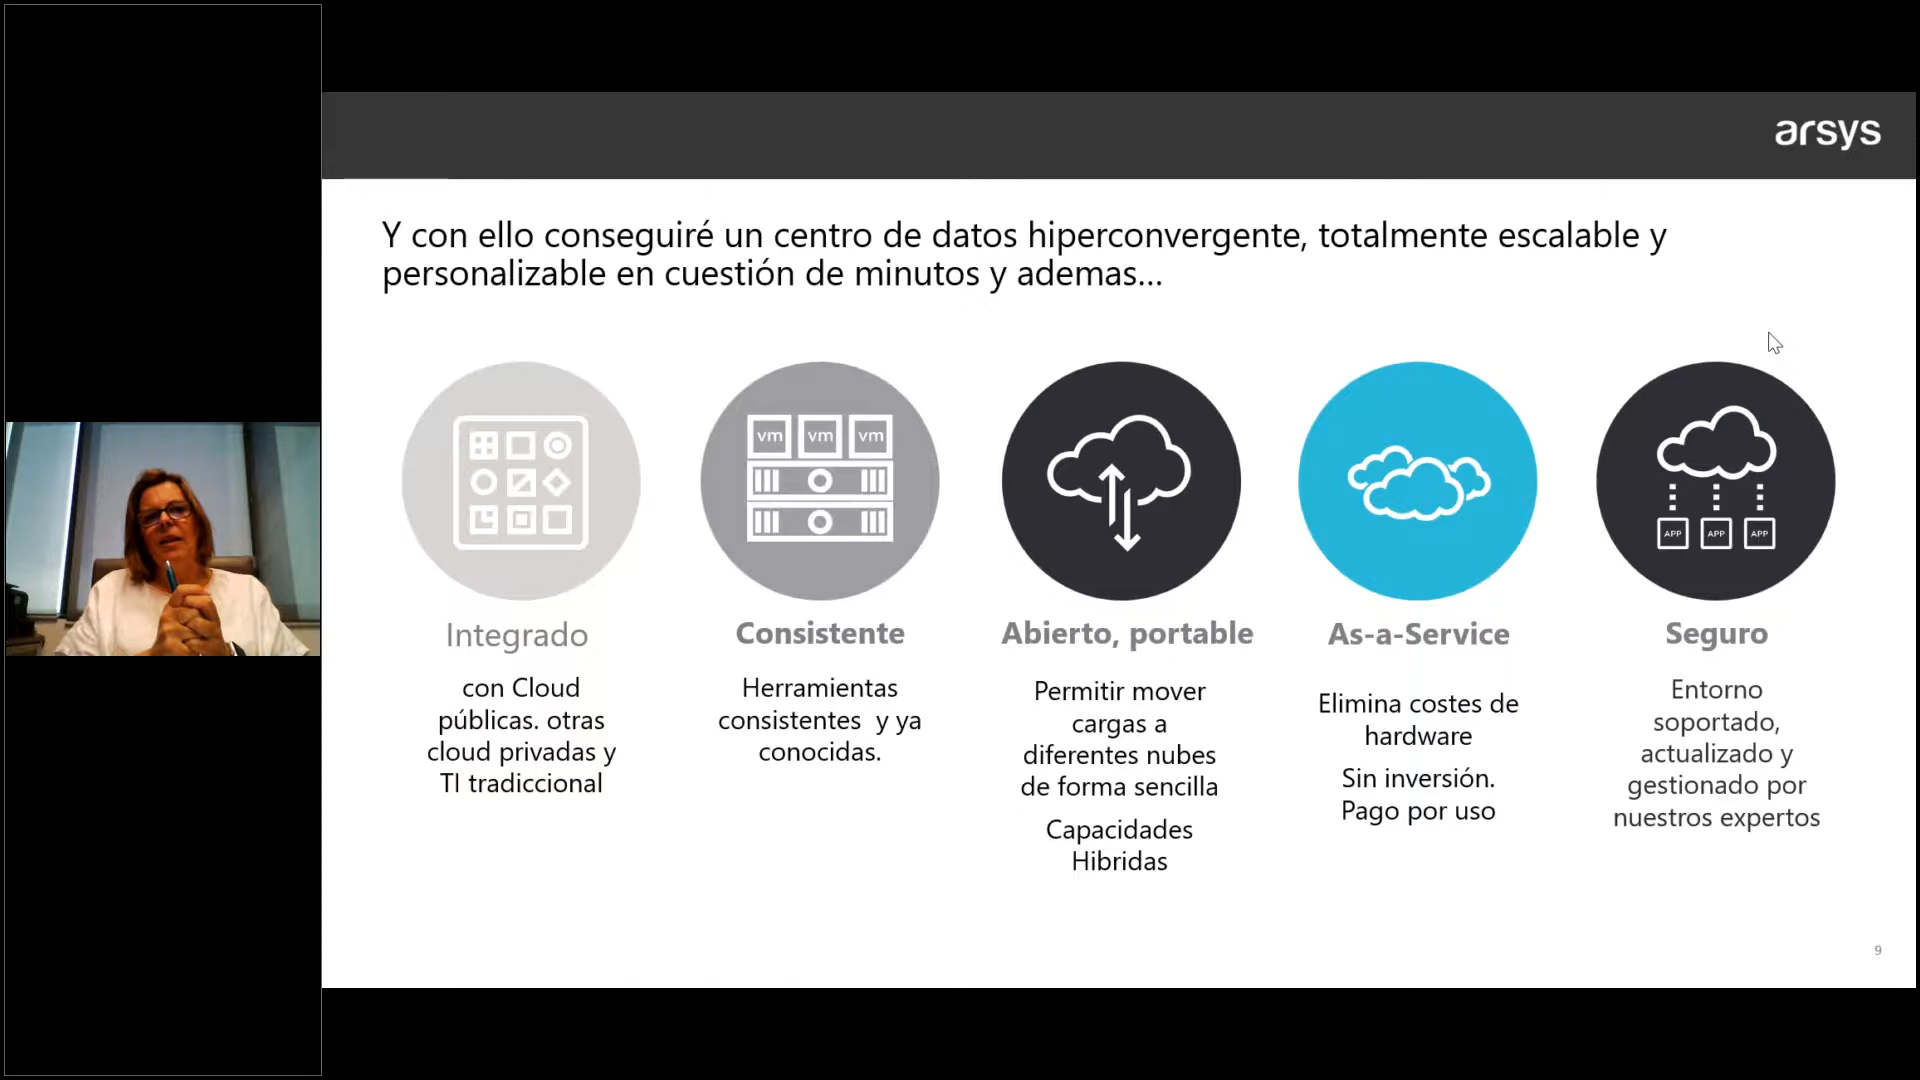 arsys
Y con ello conseguiré un centro de datos hiperconvergente, totalmente escalable y
personalizable en cuestión de minutos y ademas...
vm vm vm
APP APP APP
Integrado
con Cloud
públicas. otras
cloud privadas y
TI tradiccional
Consistente
Herramientas
consistentes y ya
conocidas.
Abierto, portable
Permitir mover
cargas a
diferentes nubes
de forma sencilla
Capacidades
Hibridas
As-a-Service
Elimina costes de
hardware
Sin inversión.
Pago por uso
Seguro
Entorno
soportado,
actualizado y
gestionado por
nuestros expertos
9